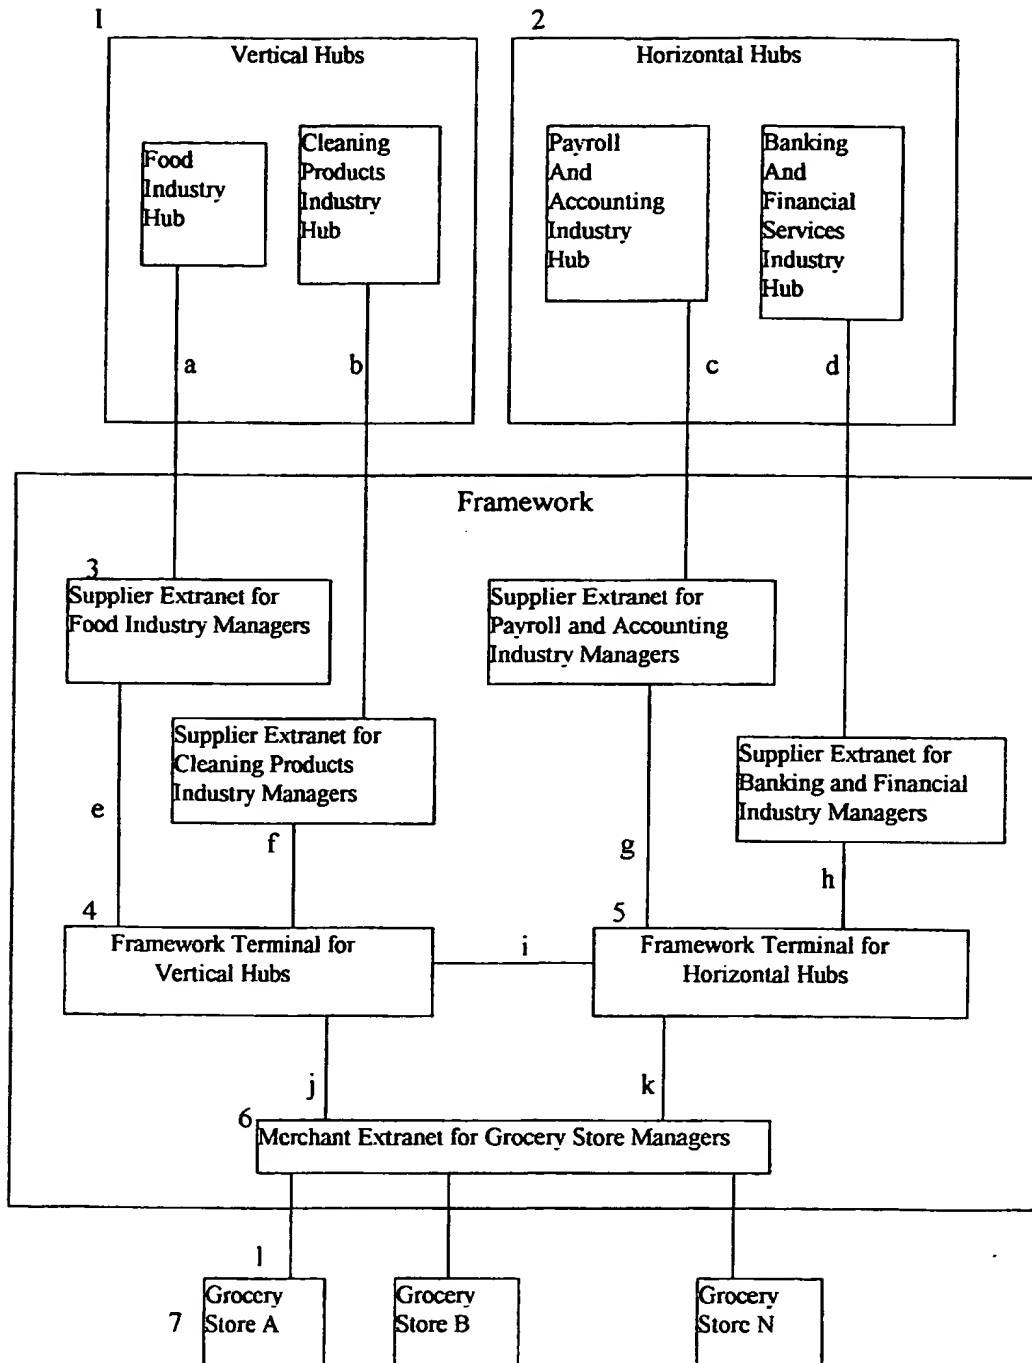 1
2
Vertical Hubs
Horizontal Hubs
Food
Industry
Hub
Cleaning
Products
Industry
Hub
Payroll
And
Accounting
Industry
Hub
Banking
And
Financial
Services
Industry
Hub
a
b
c
d
Framework
3
Supplier Extranet for
Food Industry Managers
Supplier Extranet for
Payroll and Accounting
Industry Managers
Supplier Extranet for
Cleaning Products
Industry Managers
Supplier Extranet for
Banking and Financial
Industry Managers
e
f
g
h
4
Framework Terminal for
Vertical Hubs
i
5
Framework Terminal for
Horizontal Hubs
j
k
6
Merchant Extranet for Grocery Store Managers
l
7
Grocery
Store A
Grocery
Store B
Grocery
Store N